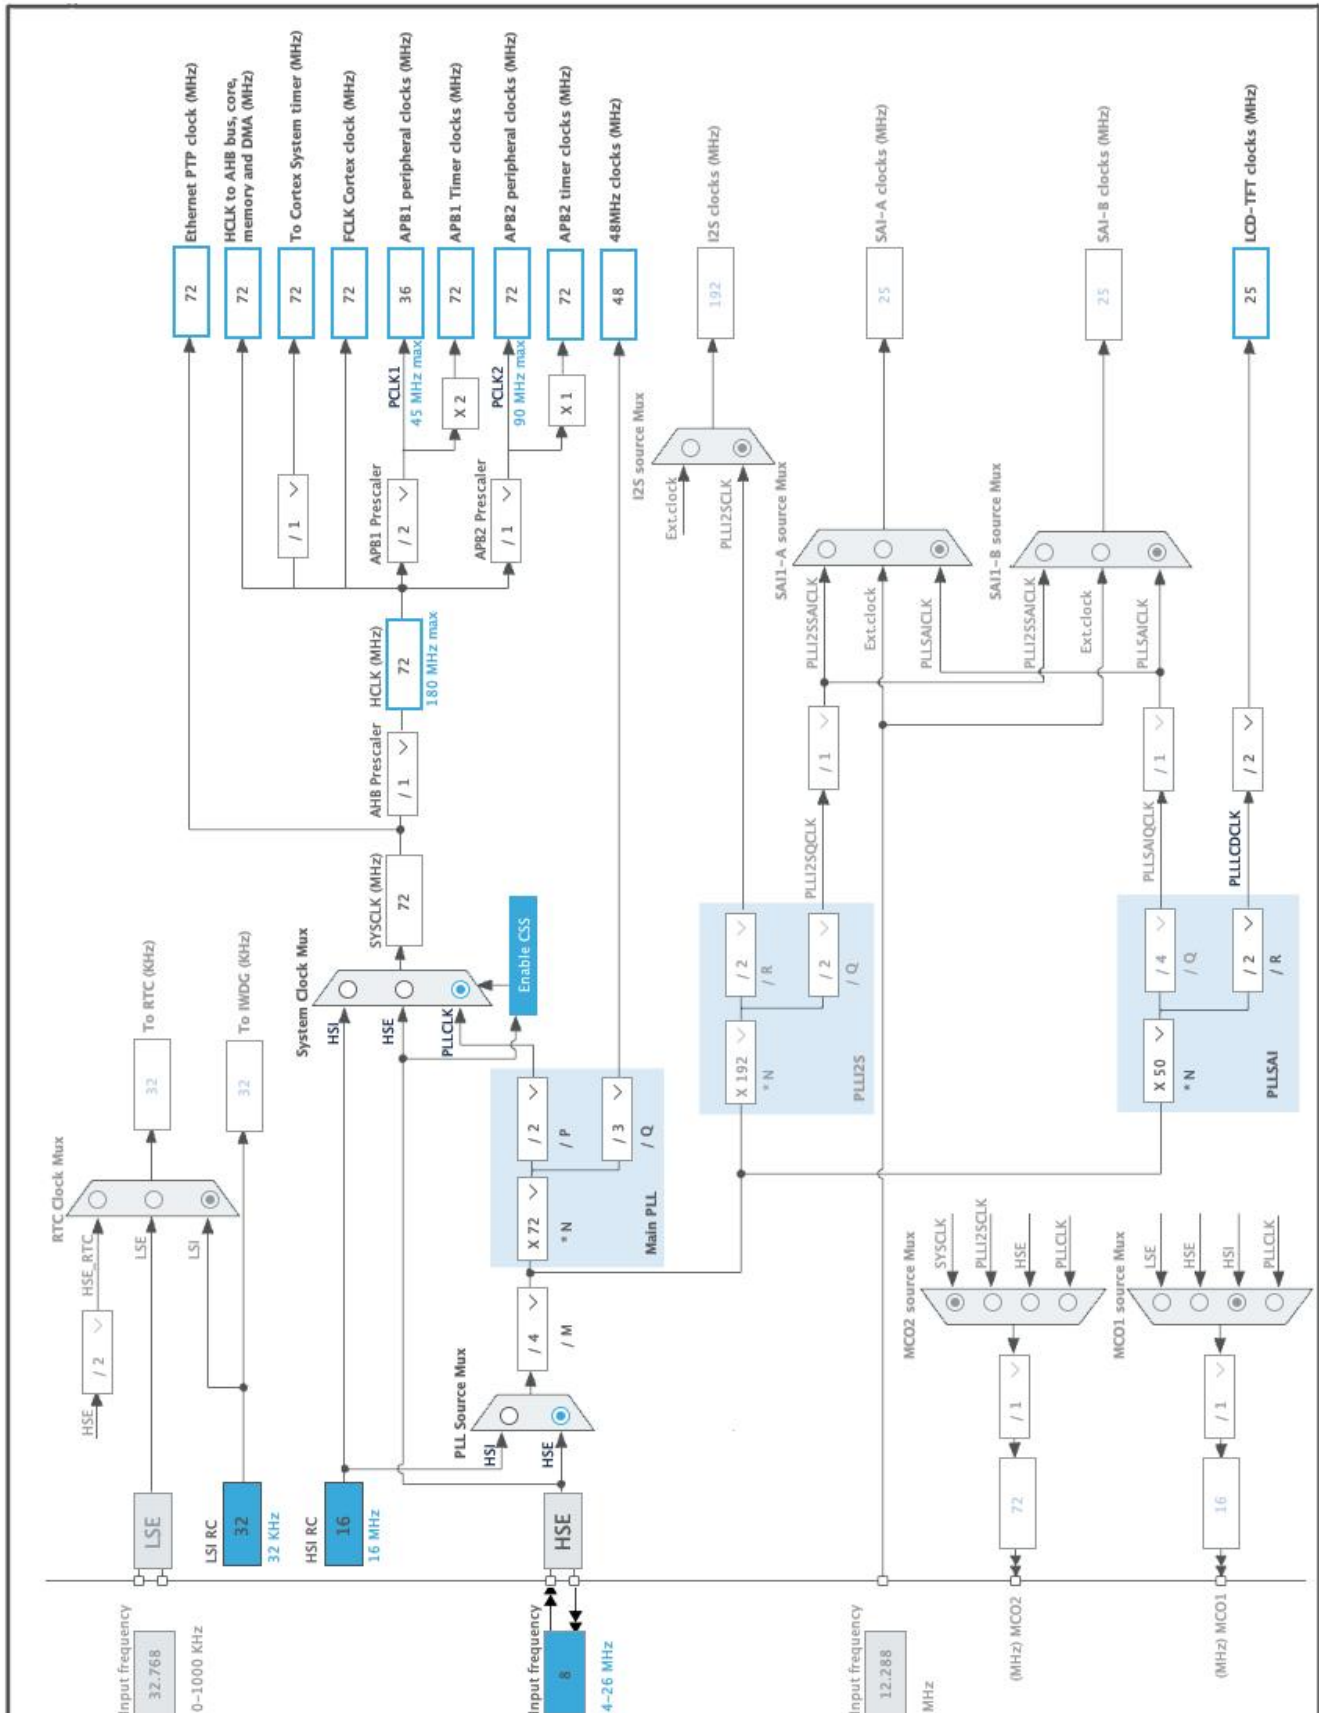 Input frequency
32.768
0-1000 KHz
LSE
HSE
/ 2
HSE_RTC
LSE
LSI
RTC Clock Mux
32
To RTC (KHz)
LSI RC
32
32 KHz
32
To IWDG (KHz)
HSI RC
16
16 MHz
Input frequency
8
4-26 MHz
HSE
PLL Source Mux
HSI
HSE
/ 4
/ M
X 72
* N
/ 2
/ P
/ 3
/ Q
Main PLL
System Clock Mux
HSI
HSE
PLLCLK
Enable CSS
SYSCLK (MHz)
72
AHB Prescaler
/ 1
HCLK (MHz)
72
180 MHz max
/ 1
APB1 Prescaler
/ 2
PCLK1
45 MHz max
X 2
APB2 Prescaler
/ 1
PCLK2
90 MHz max
X 1
72
Ethernet PTP clock (MHz)
72
HCLK to AHB bus, core,
memory and DMA (MHz)
72
To Cortex System timer (MHz)
72
FCLK Cortex clock (MHz)
36
APB1 peripheral clocks (MHz)
72
APB1 Timer clocks (MHz)
72
APB2 peripheral clocks (MHz)
72
APB2 timer clocks (MHz)
48
48MHz clocks (MHz)
X 192
* N
/ 2
/ R
/ 2
/ Q
PLLI2S
PLLI2SQCLK
/ 1
I2S source Mux
Ext.clock
PLLI2SCLK
192
I2S clocks (MHz)
SAI1-A source Mux
PLLI2SSAICLK
Ext.clock
PLLSAICLK
25
SAI-A clocks (MHz)
SAI1-B source Mux
PLLI2SSAICLK
Ext.clock
PLLSAICLK
25
SAI-B clocks (MHz)
Input frequency
12.288
MHz
X 50
* N
/ 4
/ Q
/ 2
/ R
PLLSAI
PLLSAIQCLK
/ 1
PLLLCDCLK
/ 2
25
LCD-TFT clocks (MHz)
MCO2 source Mux
SYSCLK
PLLI2SCLK
HSE
PLLCLK
/ 1
72
(MHz) MCO2
MCO1 source Mux
LSE
HSE
HSI
PLLCLK
/ 1
16
(MHz) MCO1